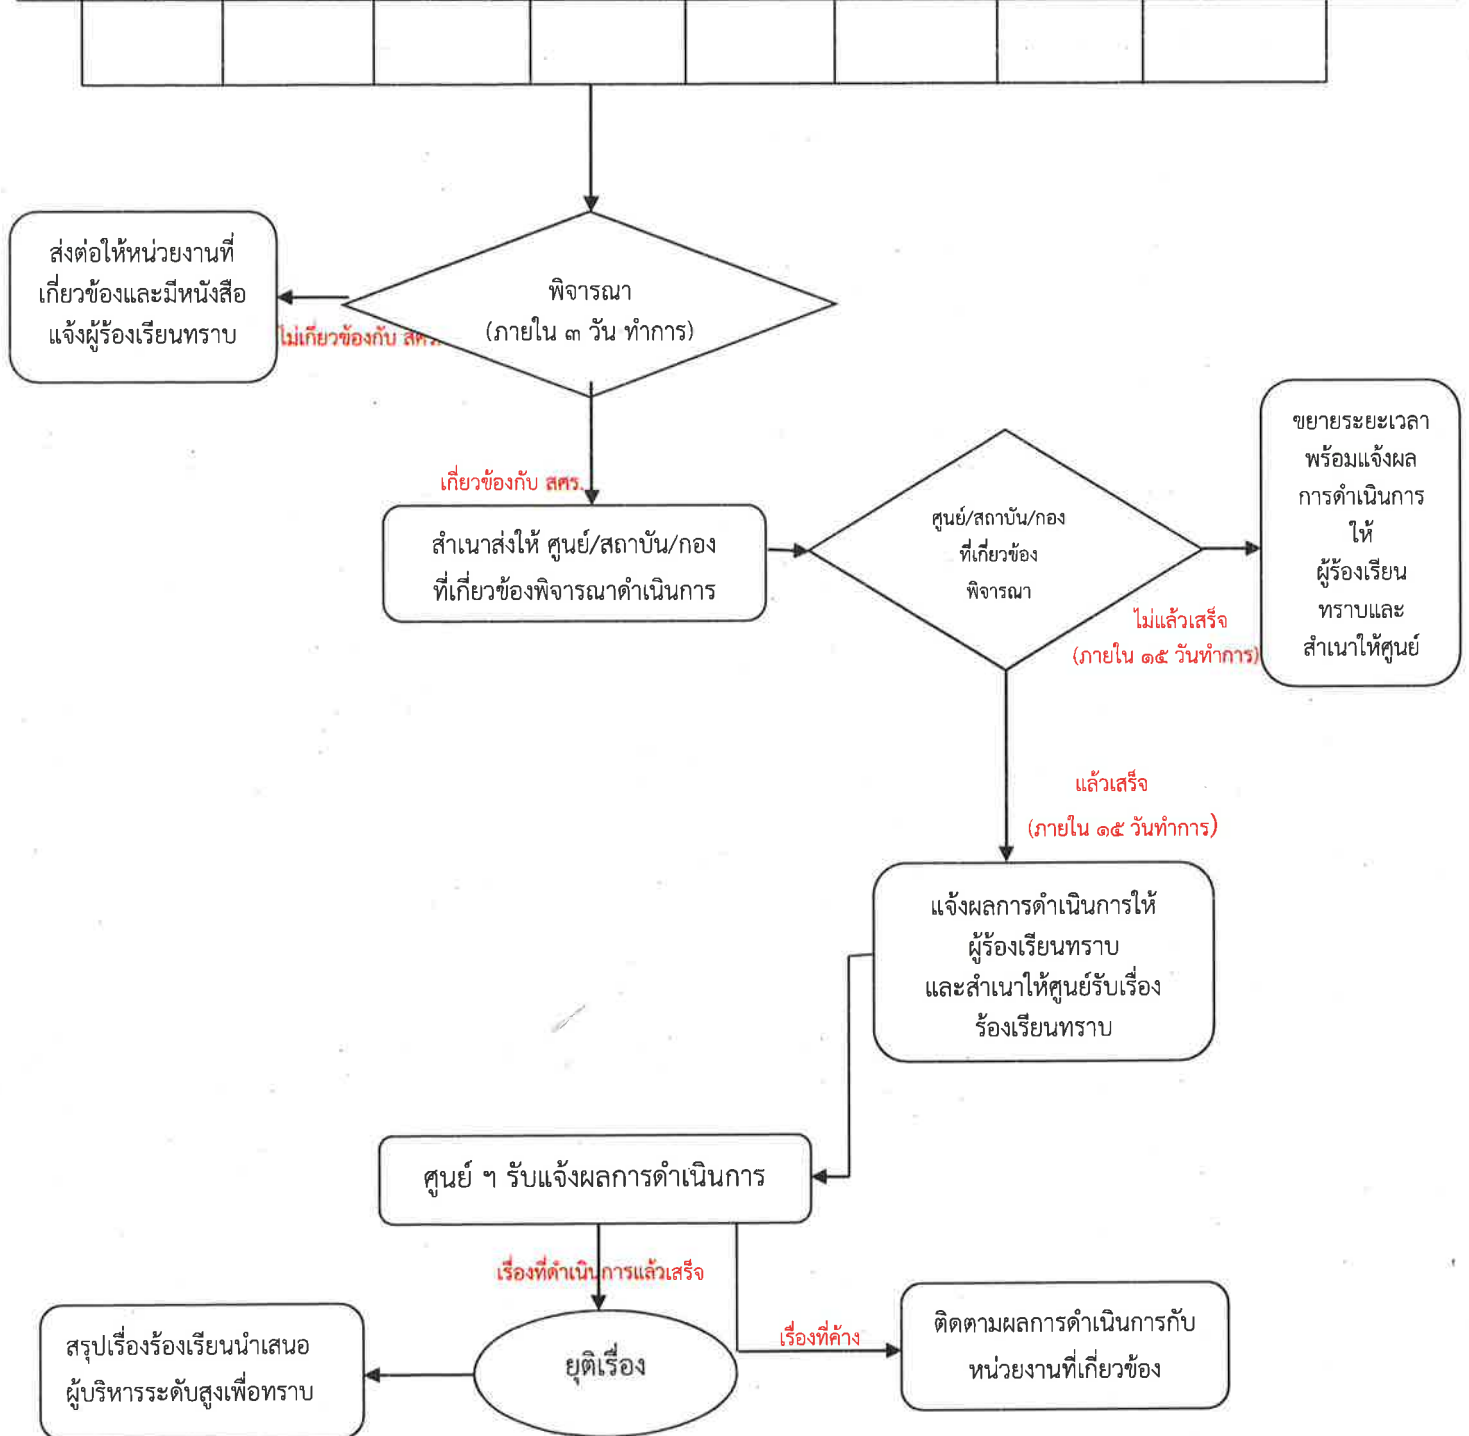 ส่งต่อให้หน่วยงานที่
เกี่ยวข้องและมีหนังสือ
แจ้งผู้ร้องเรียนทราบ
ไม่เกี่ยวข้องกับ สศร.
พิจารณา
(ภายใน ๓ วัน ทำการ)
เกี่ยวข้องกับ สศร.
สำเนาส่งให้ ศูนย์/สถาบัน/กอง
ที่เกี่ยวข้องพิจารณาดำเนินการ
ศูนย์/สถาบัน/กอง
ที่เกี่ยวข้อง
พิจารณา
ไม่แล้วเสร็จ
(ภายใน ๑๕ วันทำการ)
ขยายระยะเวลา
พร้อมแจ้งผล
การดำเนินการ
ให้
ผู้ร้องเรียน
ทราบและ
สำเนาให้ศูนย์
แล้วเสร็จ
(ภายใน ๑๕ วันทำการ)
แจ้งผลการดำเนินการให้
ผู้ร้องเรียนทราบ
และสำเนาให้ศูนย์รับเรื่อง
ร้องเรียนทราบ
ศูนย์ ฯ รับแจ้งผลการดำเนินการ
เรื่องที่ดำเนินการแล้วเสร็จ
เรื่องที่ค้าง
ติดตามผลการดำเนินการกับ
หน่วยงานที่เกี่ยวข้อง
ยุติเรื่อง
สรุปเรื่องร้องเรียนนำเสนอ
ผู้บริหารระดับสูงเพื่อทราบ